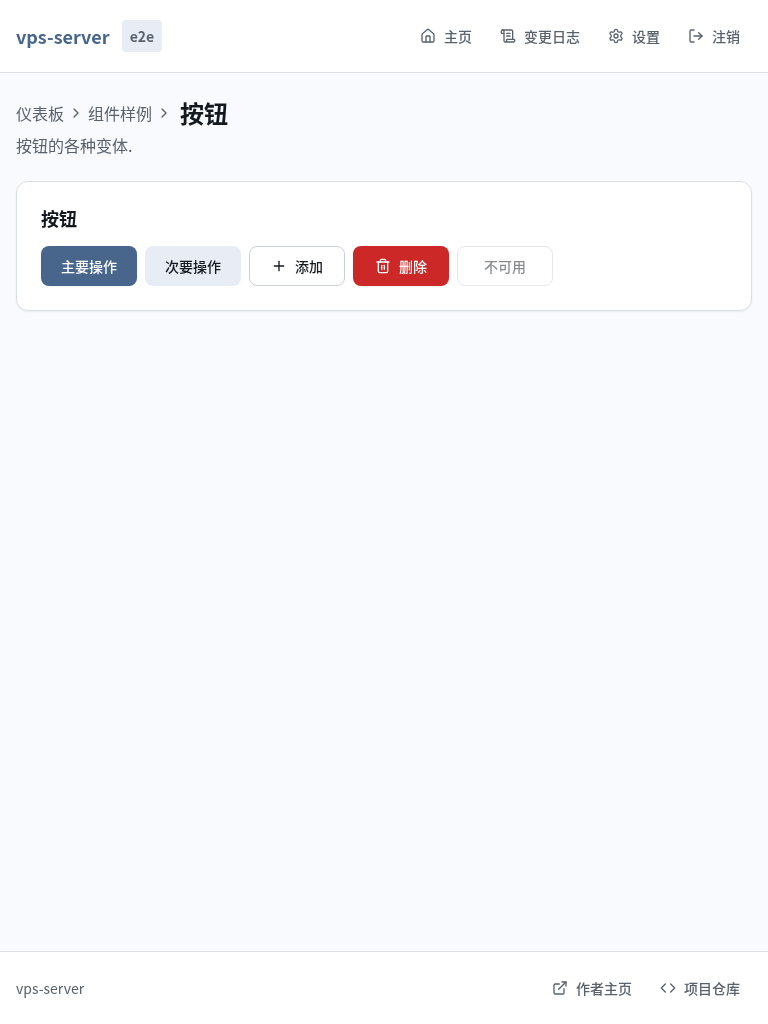 vps-server e2e 主页 变更日志 设置 注销
仪表板 组件样例 按钮
按钮的各种变体.
按钮
主要操作 次要操作 添加 删除 不可用
vps-server 作者主页 项目仓库